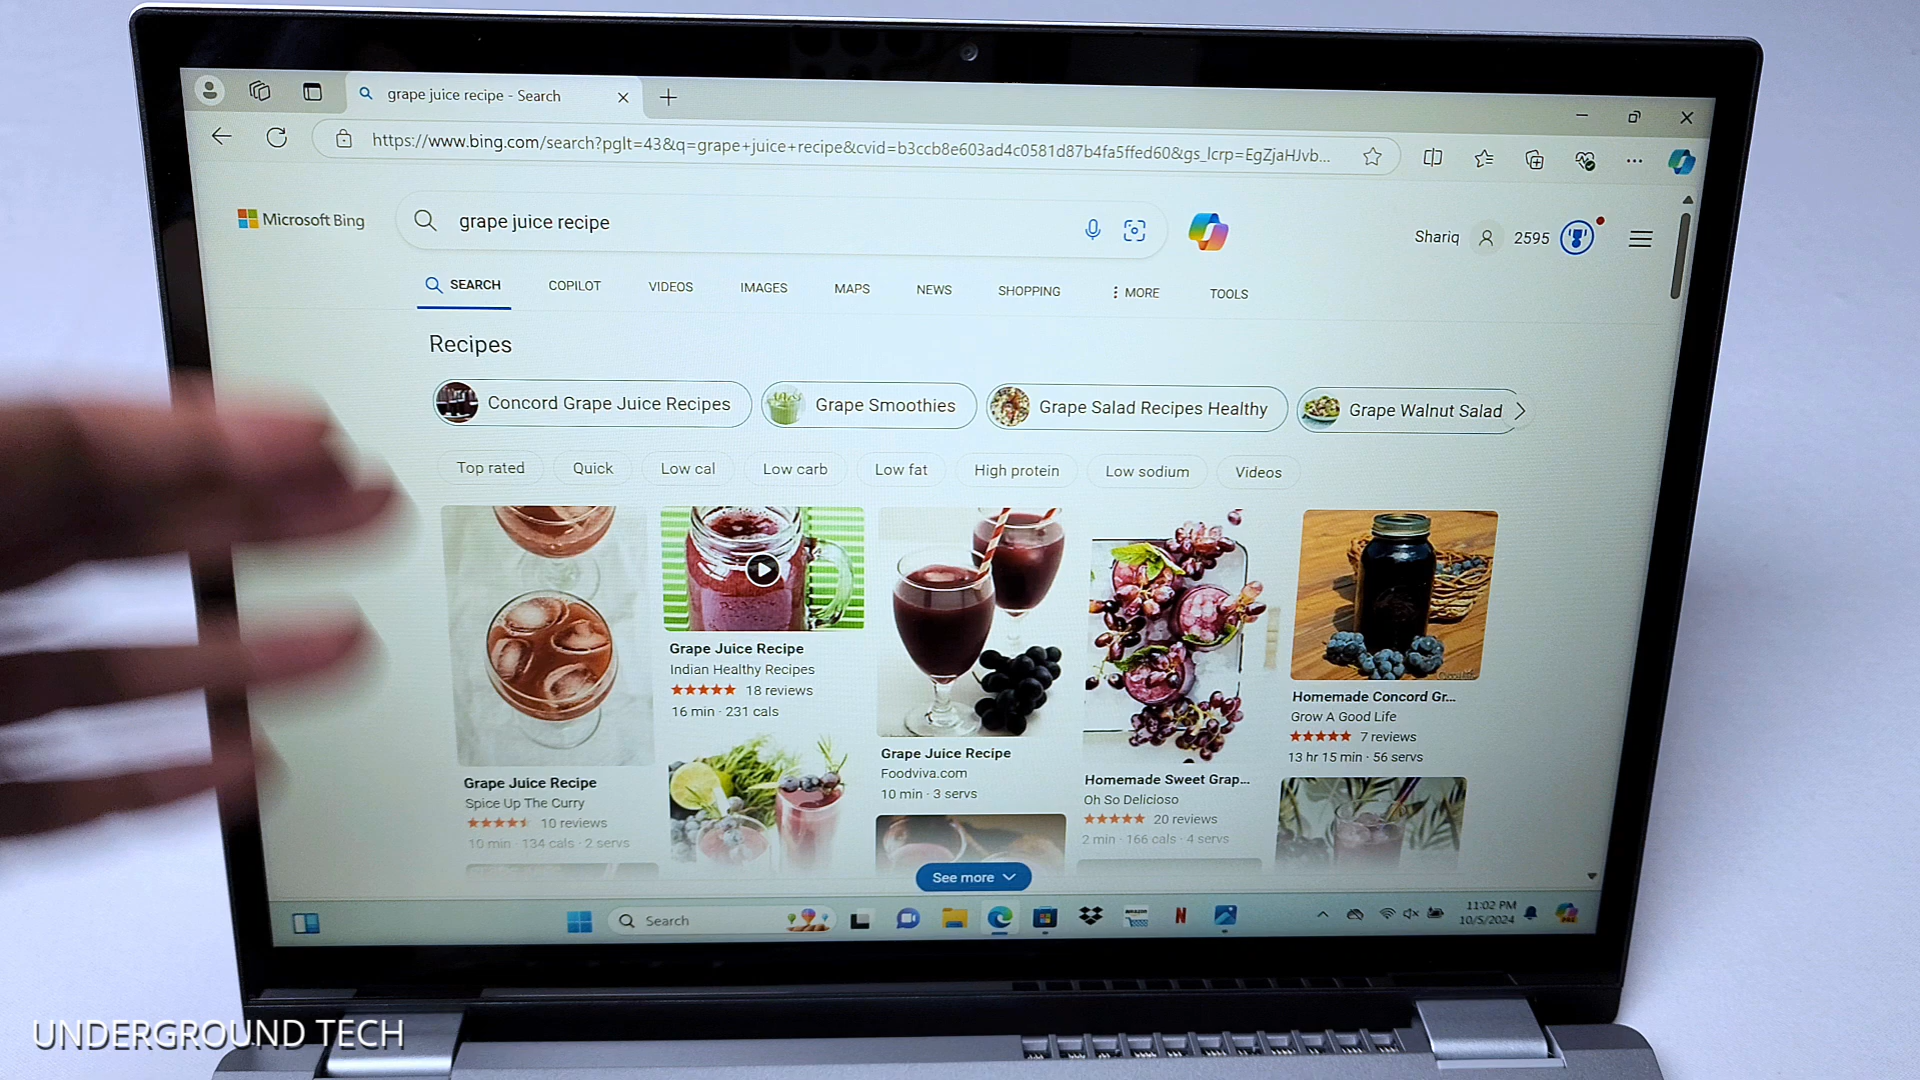 grape juice recipe - Search
https://www.bing.com/search?pglt=43&q=grape+juice+recipe&cvid=b3ccb8e603ad4c0581d87b4fa5ffed60&gs_lcrp=EgZjaHJvb...
Microsoft Bing
grape juice recipe
Shariq
2595
SEARCH
COPILOT
VIDEOS
IMAGES
MAPS
NEWS
SHOPPING
MORE
TOOLS
Recipes
Concord Grape Juice Recipes
Grape Smoothies
Grape Salad Recipes Healthy
Grape Walnut Salad
Top rated
Quick
Low cal
Low carb
Low fat
High protein
Low sodium
Videos
Grape Juice Recipe
Spice Up The Curry
10 reviews
10 min · 134 cals · 2 servs
Grape Juice Recipe
Indian Healthy Recipes
18 reviews
16 min · 231 cals
Grape Juice Recipe
Foodviva.com
10 min · 3 servs
Homemade Sweet Grap...
Oh So Delicioso
20 reviews
2 min · 166 cals · 4 servs
Homemade Concord Gr...
Grow A Good Life
7 reviews
13 hr 15 min · 56 servs
See more
Search
amazon
N
11:02 PM
10/5/2024
UNDERGROUND TECH